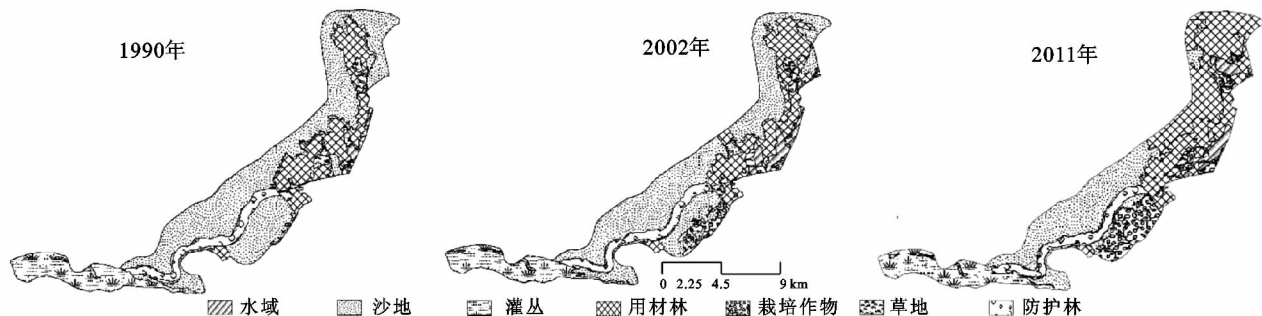 1990年
2002年
2011年
0 2.25 4.5 9 km
水域 沙地 灌丛 用材林 栽培作物 草地 防护林